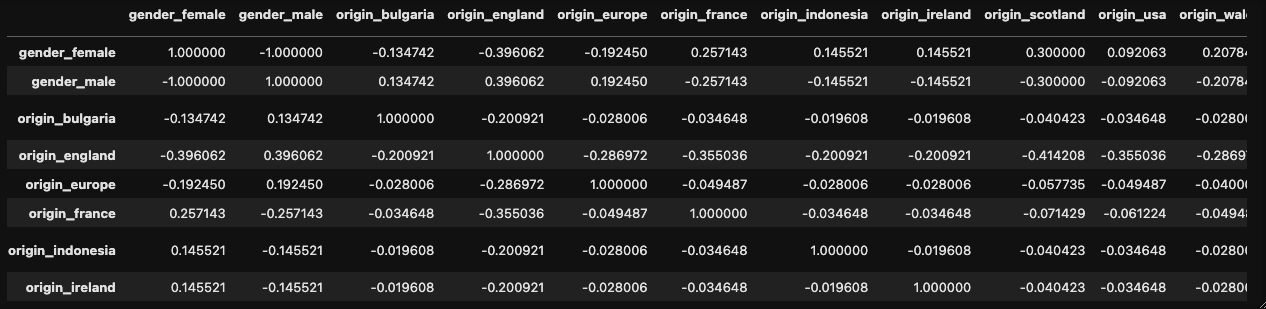 gender_female gender_male origin_bulgaria origin_england origin_europe origin_france origin_indonesia origin_ireland origin_scotland origin_usa origin_wal
gender_female 1.000000 -1.000000 -0.134742 -0.396062 -0.192450 0.257143 0.145521 0.145521 0.300000 0.092063 0.2078
gender_male -1.000000 1.000000 0.134742 0.396062 0.192450 -0.257143 -0.145521 -0.145521 -0.300000 -0.092063 -0.2078
origin_bulgaria -0.134742 0.134742 1.000000 -0.200921 -0.028006 -0.034648 -0.019608 -0.019608 -0.040423 -0.034648 -0.0280
origin_england -0.396062 0.396062 -0.200921 1.000000 -0.286972 -0.355036 -0.200921 -0.200921 -0.414208 -0.355036 -0.2869
origin_europe -0.192450 0.192450 -0.028006 -0.286972 1.000000 -0.049487 -0.028006 -0.028006 -0.057735 -0.049487 -0.0400
origin_france 0.257143 -0.257143 -0.034648 -0.355036 -0.049487 1.000000 -0.034648 -0.034648 -0.071429 -0.061224 -0.0494
origin_indonesia 0.145521 -0.145521 -0.019608 -0.200921 -0.028006 -0.034648 1.000000 -0.019608 -0.040423 -0.034648 -0.0280
origin_ireland 0.145521 -0.145521 -0.019608 -0.200921 -0.028006 -0.034648 -0.019608 1.000000 -0.040423 -0.034648 -0.0280